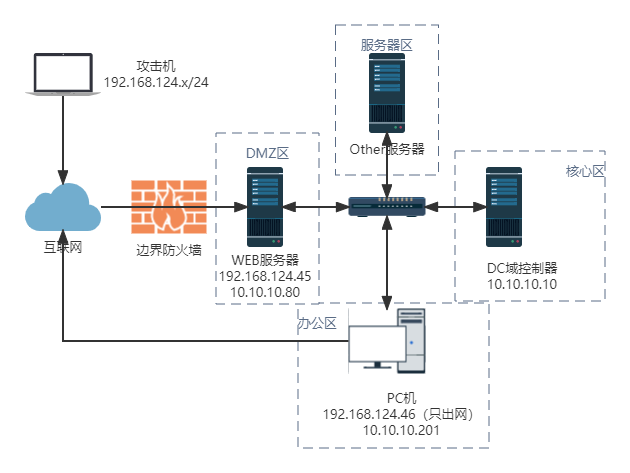 服务器区
攻击机
192.168.124.x/24
Other服务器
DMZ区
核心区
互联网
边界防火墙
WEB服务器
192.168.124.45
10.10.10.80
DC域控制器
10.10.10.10
办公区
PC机
192.168.124.46（只出网）
10.10.10.201